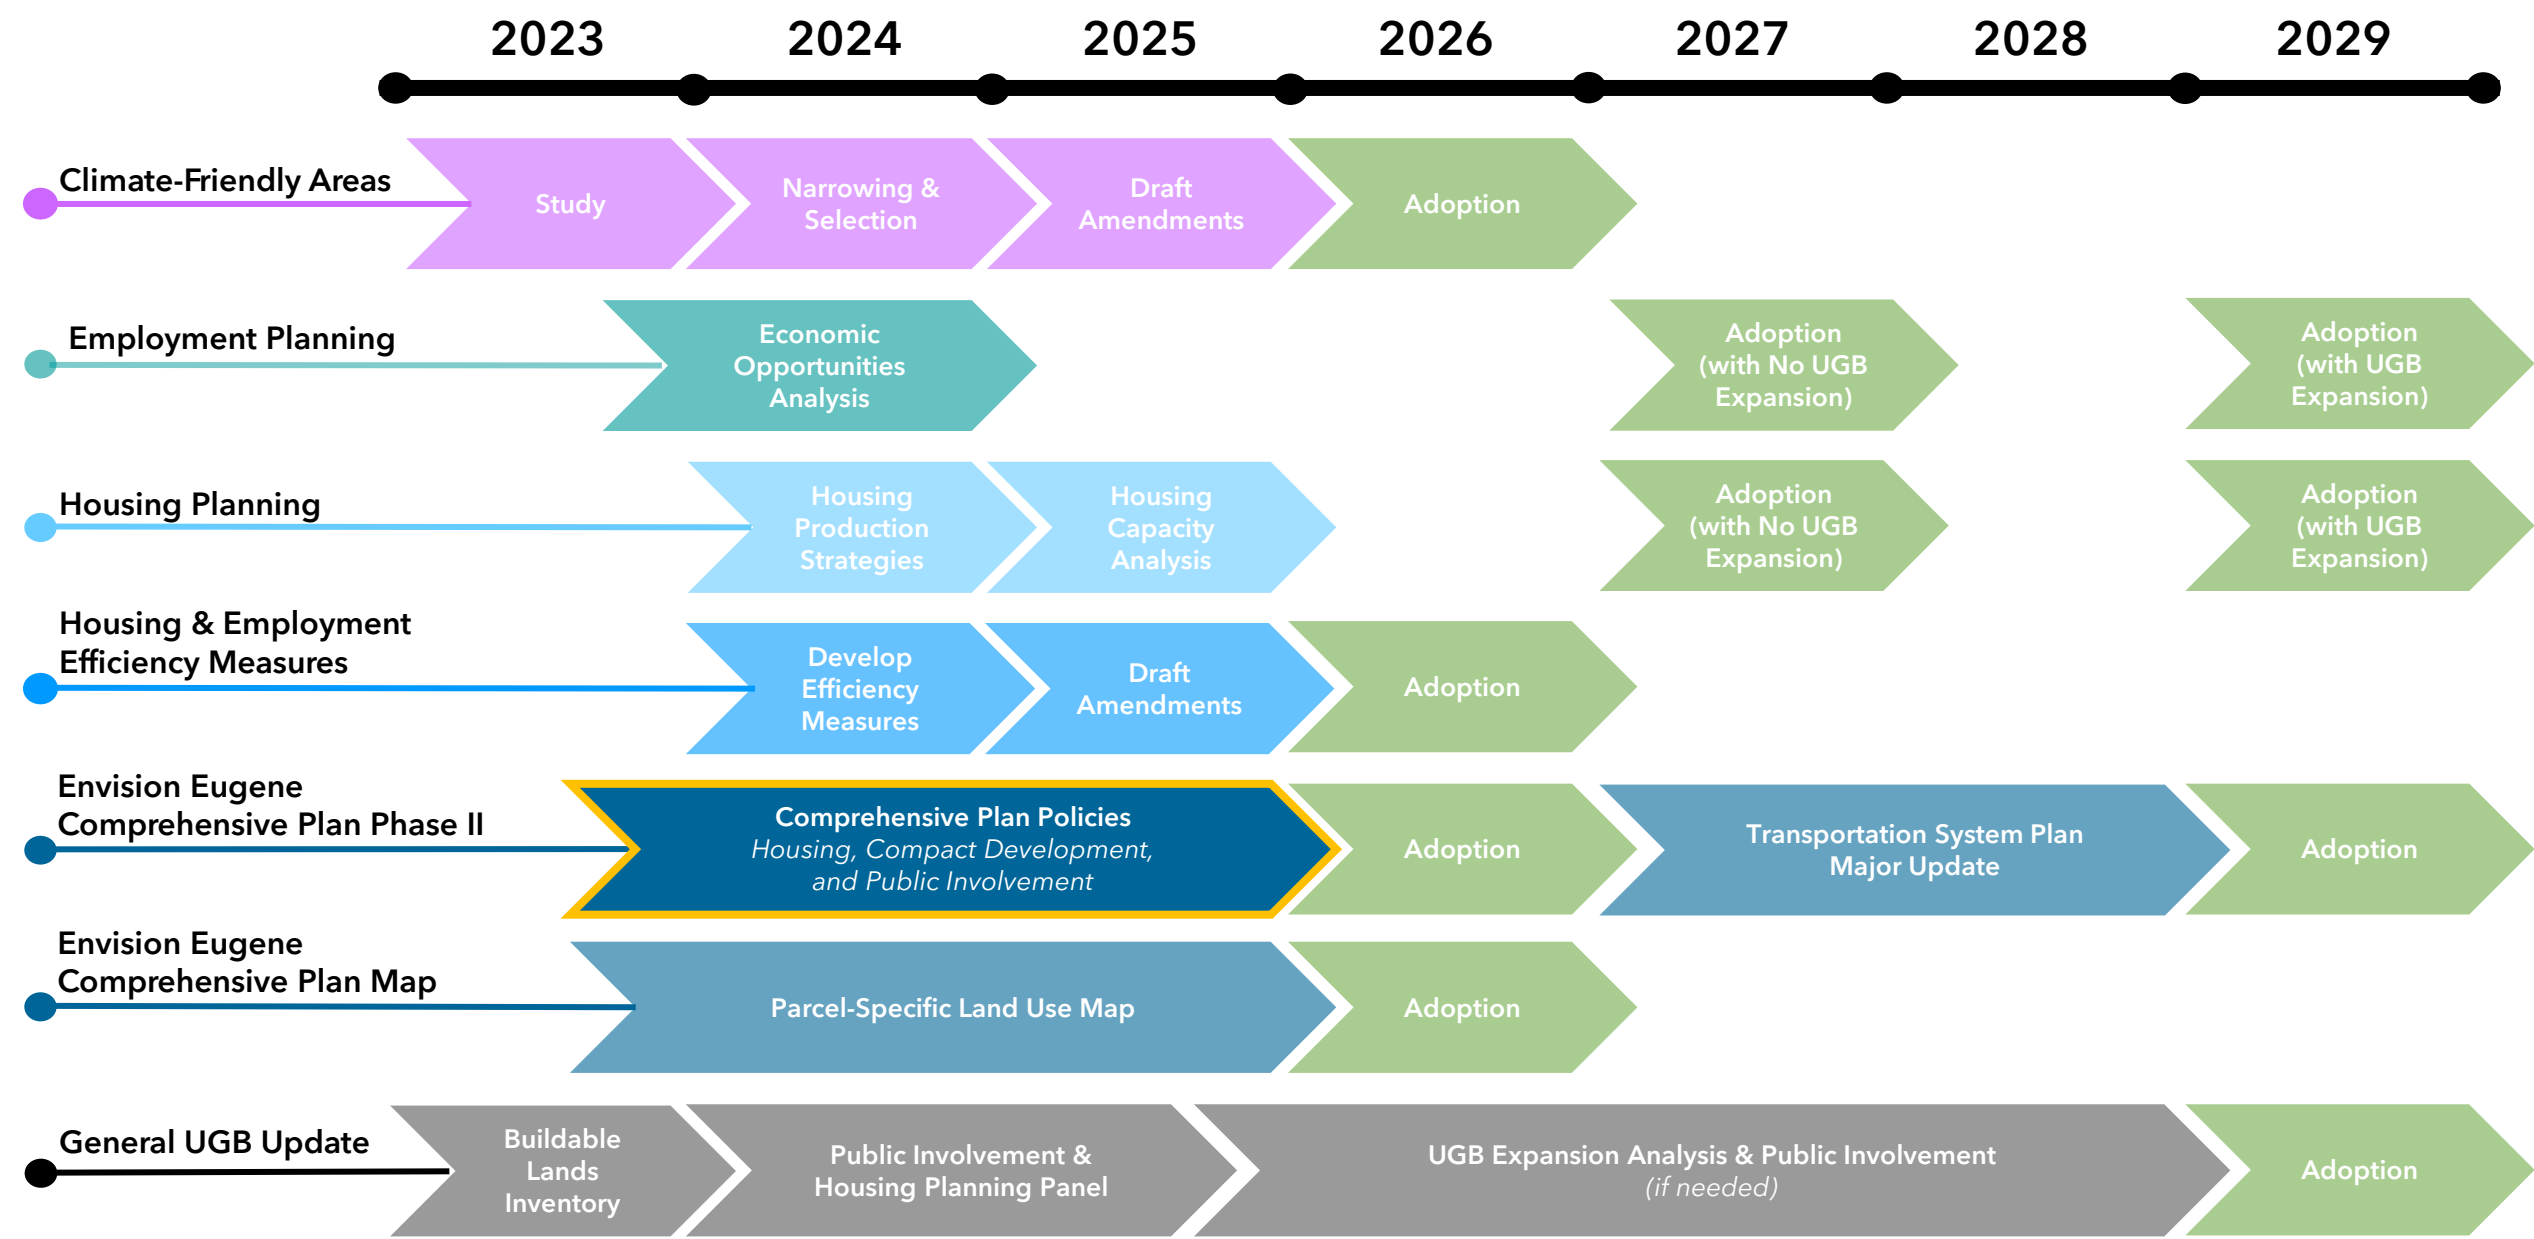 2023 2024 2025 2026 2027 2028 2029
Climate-Friendly Areas
Study
Narrowing &
Selection
Draft
Amendments
Adoption
Employment Planning
Economic
Opportunities
Analysis
Adoption
(with No UGB
Expansion)
Adoption
(with UGB
Expansion)
Housing Planning
Housing
Production
Strategies
Housing
Capacity
Analysis
Adoption
(with No UGB
Expansion)
Adoption
(with UGB
Expansion)
Housing & Employment
Efficiency Measures
Develop
Efficiency
Measures
Draft
Amendments
Adoption
Envision Eugene
Comprehensive Plan Phase II
Comprehensive Plan Policies
Housing, Compact Development,
and Public Involvement
Adoption
Transportation System Plan
Major Update
Adoption
Envision Eugene
Comprehensive Plan Map
Parcel-Specific Land Use Map
Adoption
General UGB Update
Buildable
Lands
Inventory
Public Involvement &
Housing Planning Panel
UGB Expansion Analysis & Public Involvement
(if needed)
Adoption